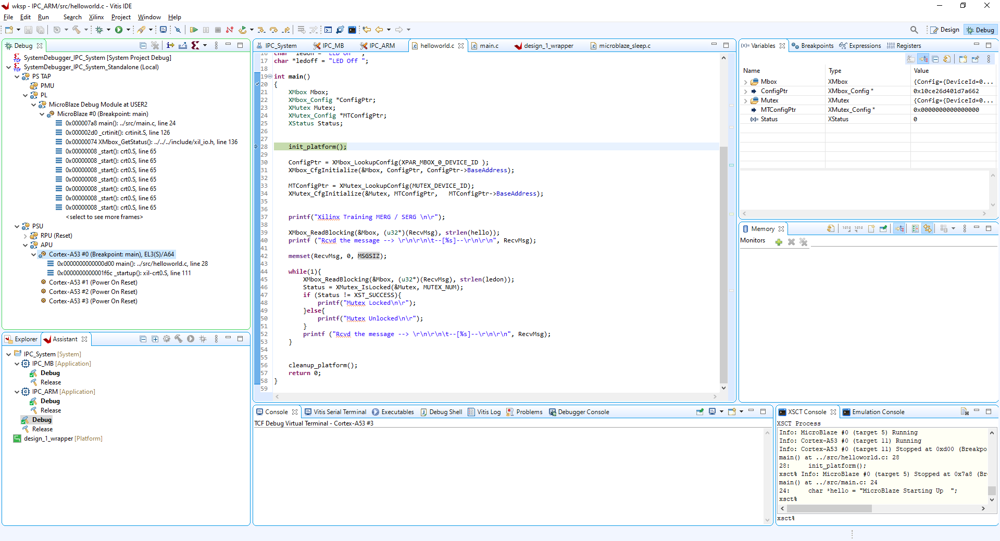 wksp - IPC_ARM/src/helloworld.c - Vitis IDE
File Edit Run Search Xilinx Project Window Help
Design Debug
Debug
SystemDebugger_IPC_System [System Project Debug]
SystemDebugger_IPC_System_Standalone (Local)
PS TAP
PMU
PL
MicroBlaze Debug Module at USER2
MicroBlaze #0 (Breakpoint: main)
0x000007a8 main(): ../src/main.c, line 24
0x000002d0 _crtinit(): crtinit.S, line 126
0x00000074 XMbox_GetStatus(): ../../../include/xil_io.h, line 136
0x00000008 _start(): crt0.S, line 65
0x00000008 _start(): crt0.S, line 65
0x00000008 _start(): crt0.S, line 65
0x00000008 _start(): crt0.S, line 65
0x00000008 _start(): crt0.S, line 65
0x00000008 _start(): crt0.S, line 65
0x00000008 _start(): crt0.S, line 65
<select to see more frames>
PSU
RPU (Reset)
APU
Cortex-A53 #0 (Breakpoint: main), EL3(S)/A64
0x0000000000000d00 main(): ../src/helloworld.c, line 28
0x0000000000001f6c _startup(): xil-crt0.S, line 111
Cortex-A53 #1 (Power On Reset)
Cortex-A53 #2 (Power On Reset)
Cortex-A53 #3 (Power On Reset)
Explorer Assistant
IPC_System [System]
IPC_MB [Application]
Debug
Release
IPC_ARM [Application]
Debug
Release
Debug
Release
design_1_wrapper [Platform]
IPC_System IPC_MB IPC_ARM helloworld.c main.c design_1_wrapper microblaze_sleep.c
17 char *ledoff = "LED Off ";
18
19 int main()
20 {
21 XMbox Mbox;
22 XMbox_Config *ConfigPtr;
23 XMutex Mutex;
24 XMutex_Config *MTConfigPtr;
25 XStatus Status;
26
27
28 init_platform();
29
30 ConfigPtr = XMbox_LookupConfig(XPAR_MBOX_0_DEVICE_ID );
31 XMbox_CfgInitialize(&Mbox, ConfigPtr, ConfigPtr->BaseAddress);
32
33 MTConfigPtr = XMutex_LookupConfig(MUTEX_DEVICE_ID);
34 XMutex_CfgInitialize(&Mutex, MTConfigPtr, MTConfigPtr->BaseAddress);
35
36
37 printf("Xilinx Training MERG / SERG \n\r");
38
39 XMbox_ReadBlocking(&Mbox, (u32*)(RecvMsg), strlen(hello));
40 printf ("Rcvd the message --> \r\n\r\n\t--[%s]--\r\n\r\n", RecvMsg);
41
42 memset(RecvMsg, 0, MSGSIZ);
43
44 while(1){
45 XMbox_ReadBlocking(&Mbox, (u32*)(RecvMsg), strlen(ledon));
46 Status = XMutex_IsLocked(&Mutex, MUTEX_NUM);
47 if (Status != XST_SUCCESS){
48 printf("Mutex Locked\n\r");
49 }else{
50 printf("Mutex Unlocked\n\r");
51 }
52 printf ("Rcvd the message --> \r\n\r\n\t--[%s]--\r\n\r\n", RecvMsg);
53 }
54
55
56 cleanup_platform();
57 return 0;
58 }
59
Console Vitis Serial Terminal Executables Debug Shell Vitis Log Problems Debugger Console
TCF Debug Virtual Terminal - Cortex-A53 #3
Variables Breakpoints Expressions Registers
Name Type Value
Mbox XMbox {Config={DeviceId=0...
ConfigPtr XMbox_Config * 0x10ce26d401d7a662
Mutex XMutex {Config={DeviceId=0...
MTConfigPtr XMutex_Config * 0x0000000000000000
Status XStatus 0
Memory
Monitors
XSCT Console Emulation Console
XSCT Process
Info: MicroBlaze #0 (target 5) Running
Info: Cortex-A53 #0 (target 11) Running
Info: Cortex-A53 #0 (target 11) Stopped at 0xd00 (Breakpo
main() at ../src/helloworld.c: 28
28: init_platform();
xsct% Info: MicroBlaze #0 (target 5) Stopped at 0x7a8 (Br
main() at ../src/main.c: 24
24: char *hello = "MicroBlaze Starting Up ";
xsct%
xsct%